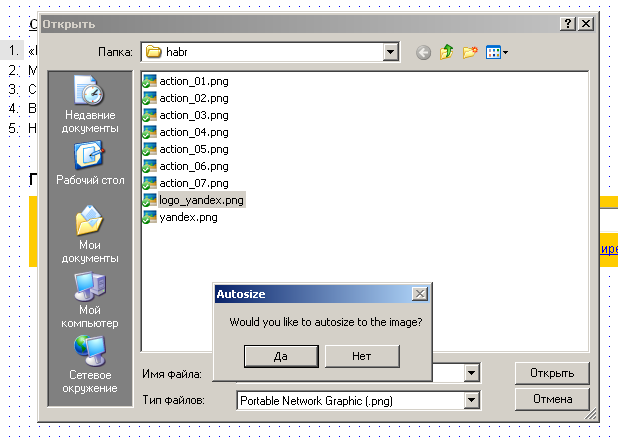 Открыть
Папка:
habr
1.
2.
3.
4.
5.
Недавние документы
Рабочий стол
Мои документы
Мой компьютер
Сетевое окружение
action_01.png
action_02.png
action_03.png
action_04.png
action_05.png
action_06.png
action_07.png
logo_yandex.png
yandex.png
Autosize
Would you like to autosize to the image?
Да
Нет
Имя файла:
Открыть
Тип файлов:
Portable Network Graphic (.png)
Отмена